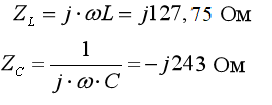 Z_L = j · ωL = j127, 75 Ом
Z_C = 1 / (j · ω · C) = −j243 Ом